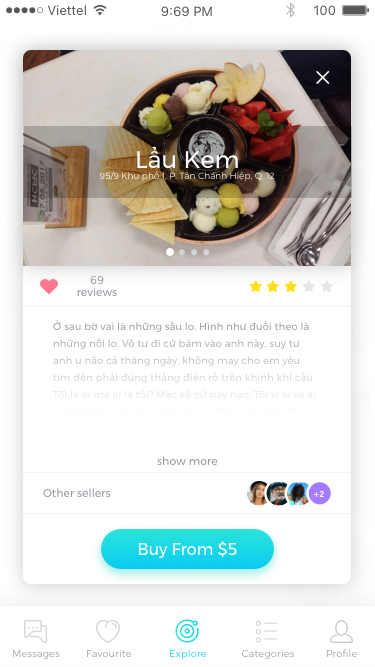 Viettel
9:69 PM
100
Lẩu Kem
95/9 Khu phố 1, P. Tân Chánh Hiệp, Q. 12
69
reviews
Ở sau bờ vai là những sầu lo. Hình như đuổi theo là
những nỗi lo. Vô tư đi cứ bám vào anh này, suy tư
anh u não cả tháng ngày, không may cho em yêu
tìm đến phải đúng thằng điên rồ trên khinh khí cầu.
Tôi là ai mà ai là tôi? Mặc kệ cứ bay nào. Tôi vì ai và ai
show more
Other sellers
+2
Buy From $5
Messages
Favourite
Explore
Categories
Profile